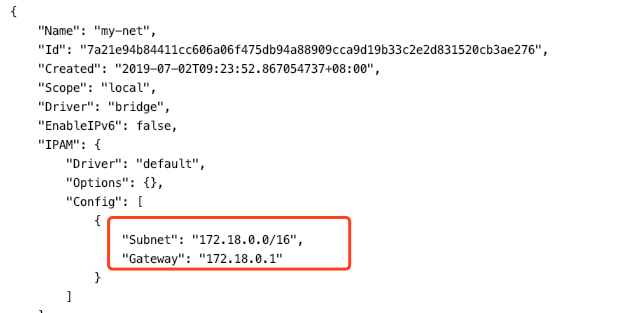 {
"Name": "my-net",
"Id": "7a21e94b84411cc606a06f475db94a88909cca9d19b33c2e2d831520cb3ae276",
"Created": "2019-07-02T09:23:52.867054737+08:00",
"Scope": "local",
"Driver": "bridge",
"EnableIPv6": false,
"IPAM": {
"Driver": "default",
"Options": {},
"Config": [
{
"Subnet": "172.18.0.0/16",
"Gateway": "172.18.0.1"
}
]